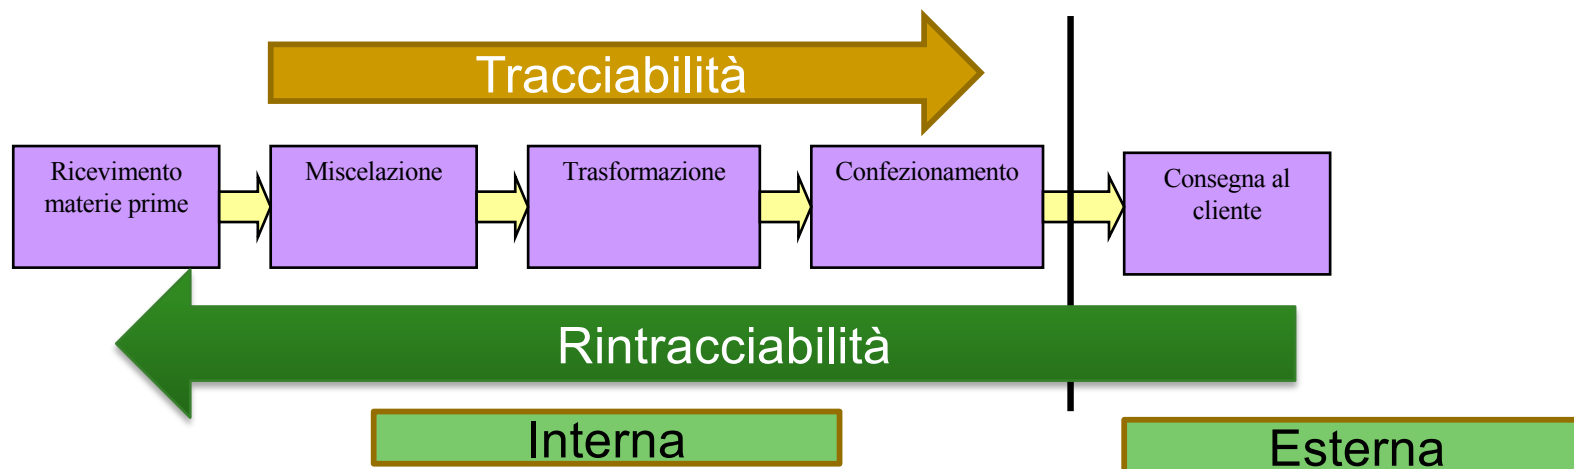 Tracciabilità
Ricevimento
materie prime
Miscelazione
Trasformazione
Confezionamento
Consegna al
cliente
Rintracciabilità
Interna
Esterna